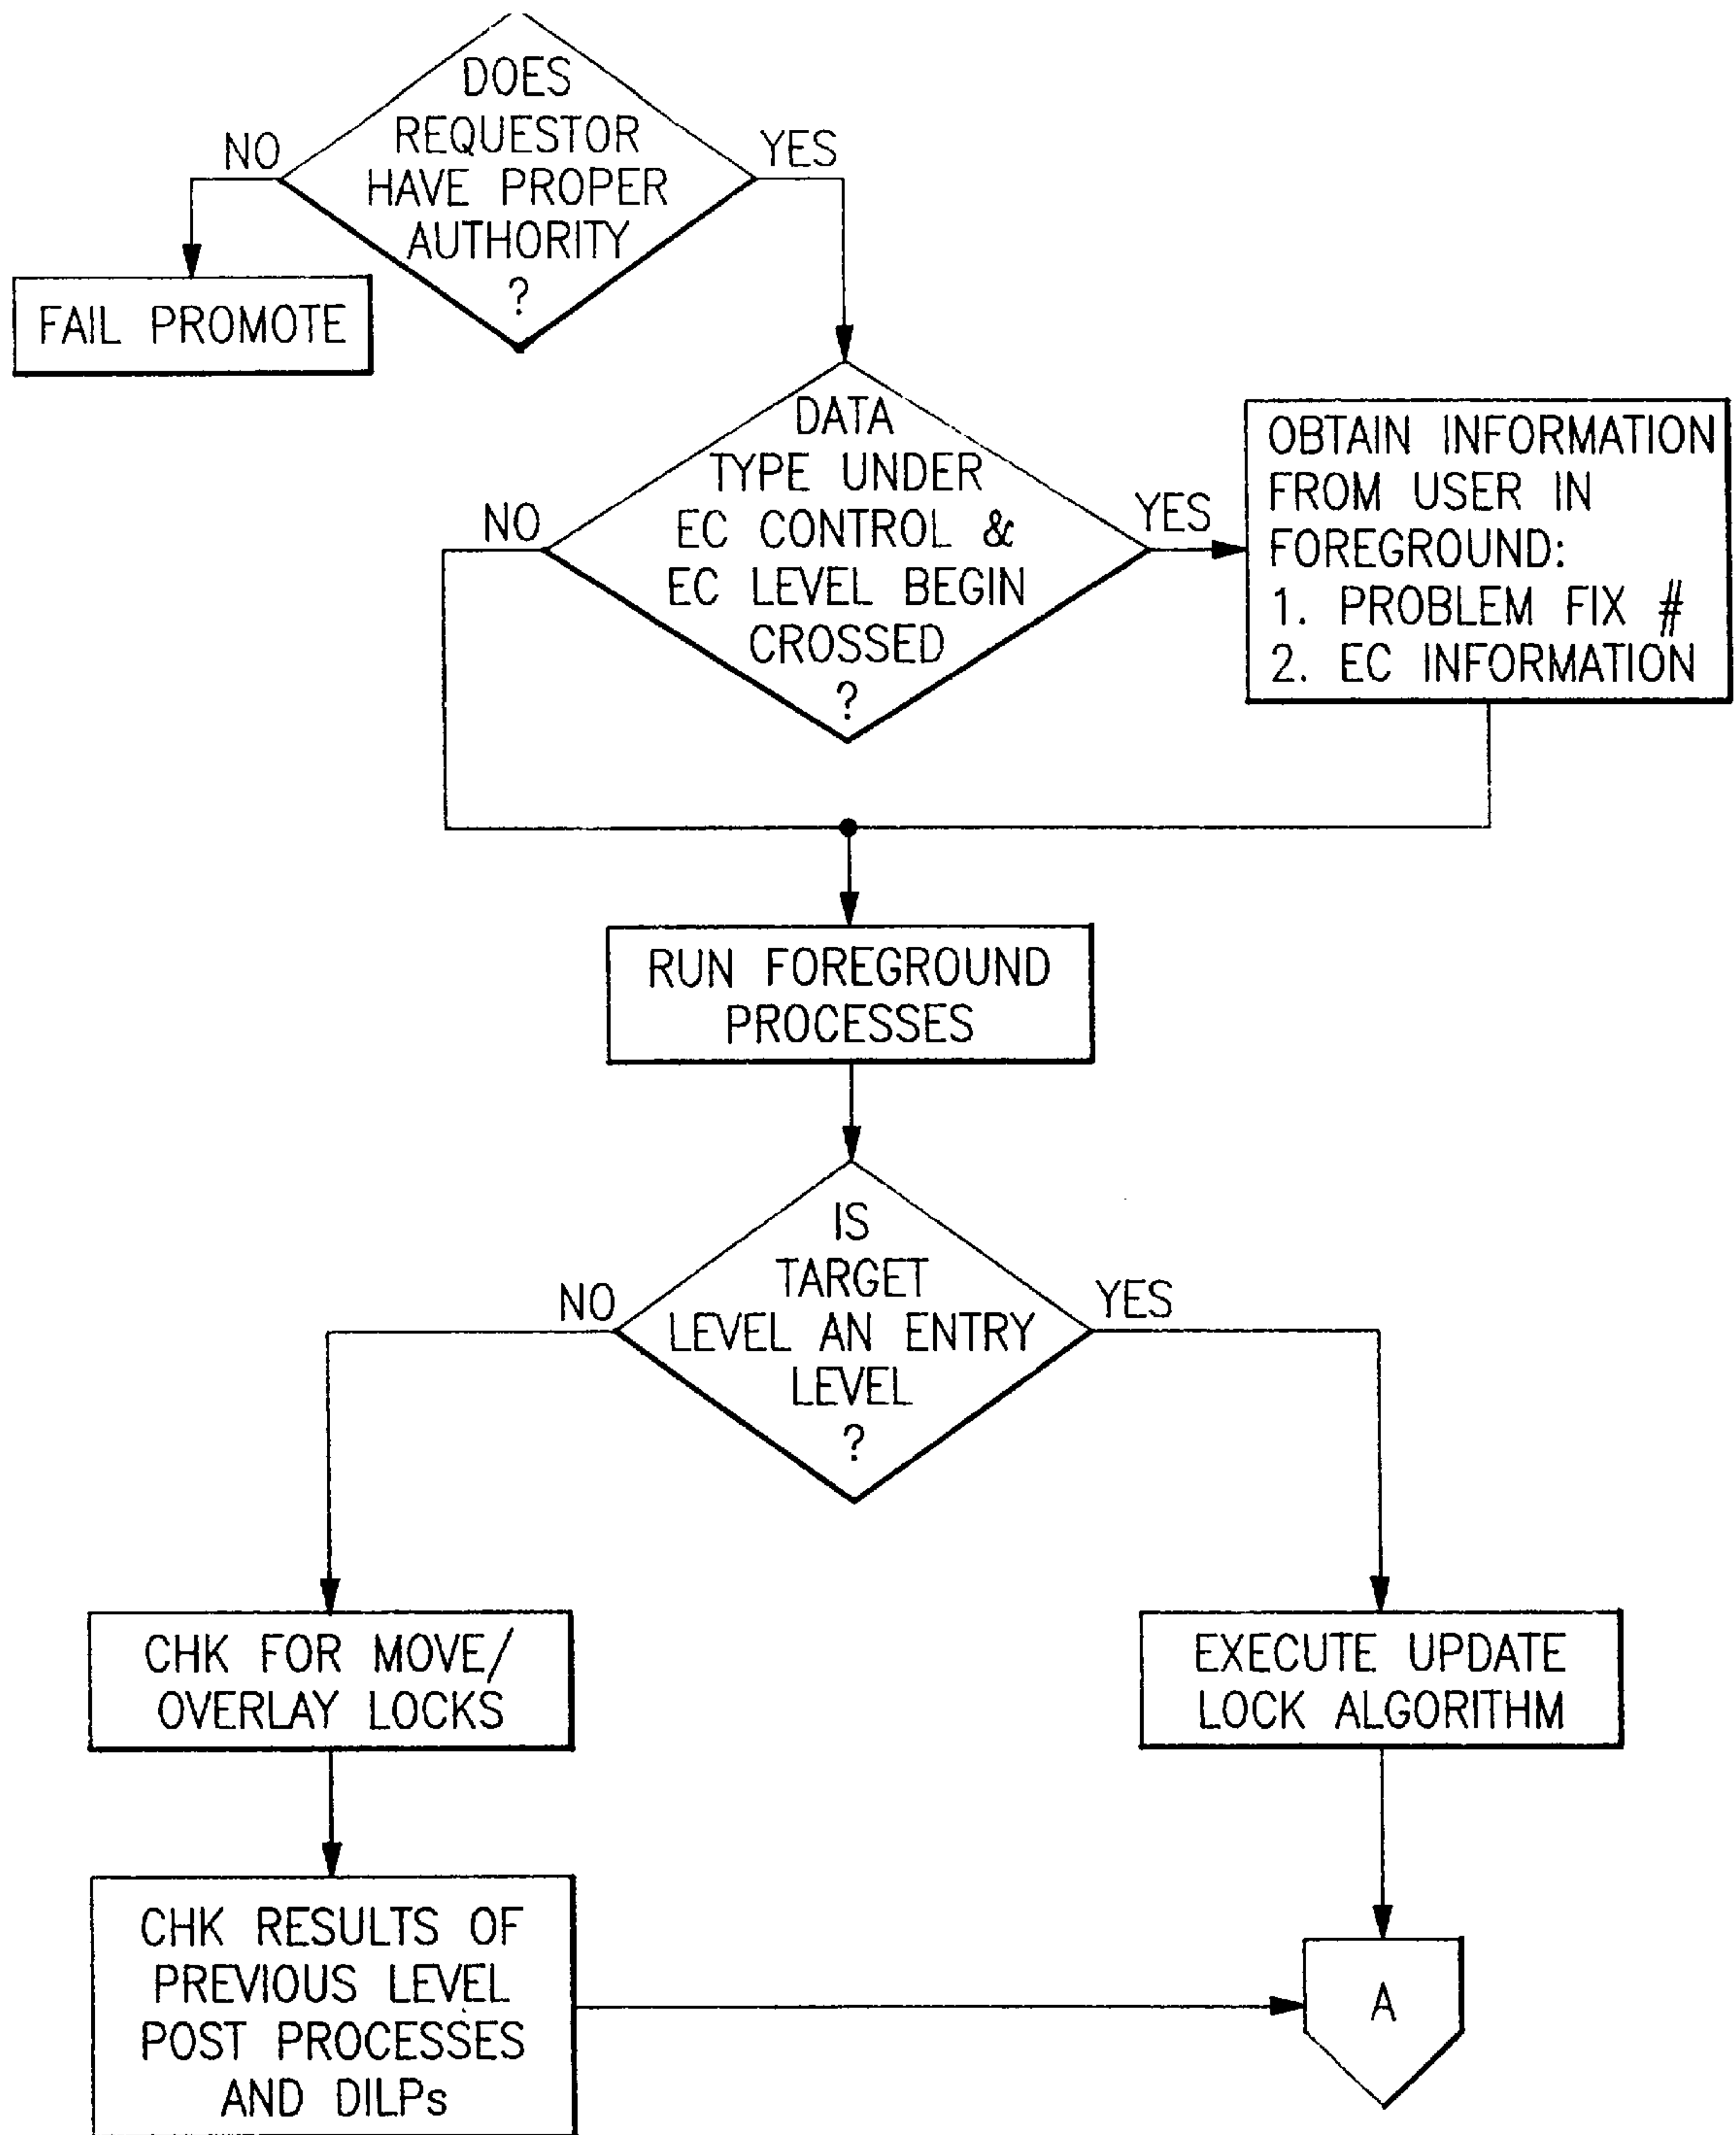 DOES
REQUESTOR
HAVE PROPER
AUTHORITY
?
NO
YES
FAIL PROMOTE
DATA
TYPE UNDER
EC CONTROL &
EC LEVEL BEGIN
CROSSED
?
NO
YES
OBTAIN INFORMATION
FROM USER IN
FOREGROUND:
1. PROBLEM FIX #
2. EC INFORMATION
RUN FOREGROUND
PROCESSES
IS
TARGET
LEVEL AN ENTRY
LEVEL
?
NO
YES
CHK FOR MOVE/
OVERLAY LOCKS
EXECUTE UPDATE
LOCK ALGORITHM
CHK RESULTS OF
PREVIOUS LEVEL
POST PROCESSES
AND DILPs
A